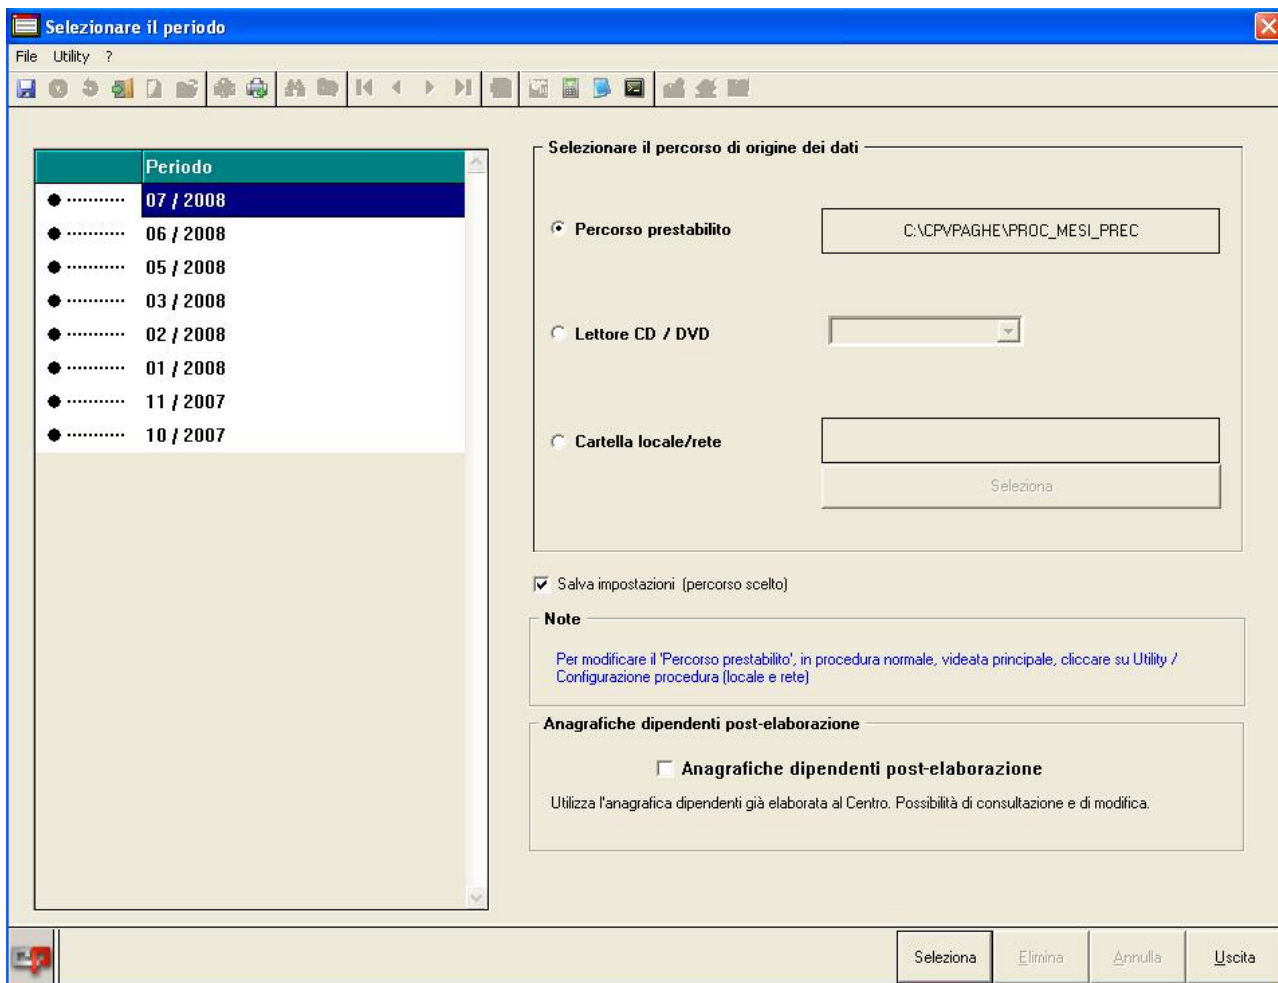 Selezionare il periodo
File Utility ?
Periodo
07 / 2008
06 / 2008
05 / 2008
03 / 2008
02 / 2008
01 / 2008
11 / 2007
10 / 2007
Selezionare il percorso di origine dei dati
Percorso prestabilito
C:\CPVPAGHE\PROC_MESI_PREC
Lettore CD / DVD
Cartella locale/rete
Seleziona
Salva impostazioni (percorso scelto)
Note
Per modificare il 'Percorso prestabilito', in procedura normale, videata principale, cliccare su Utility /
Configurazione procedura (locale e rete)
Anagrafiche dipendenti post-elaborazione
Anagrafiche dipendenti post-elaborazione
Utilizza l'anagrafica dipendenti già elaborata al Centro. Possibilità di consultazione e di modifica.
Seleziona Elimina Annulla Uscita